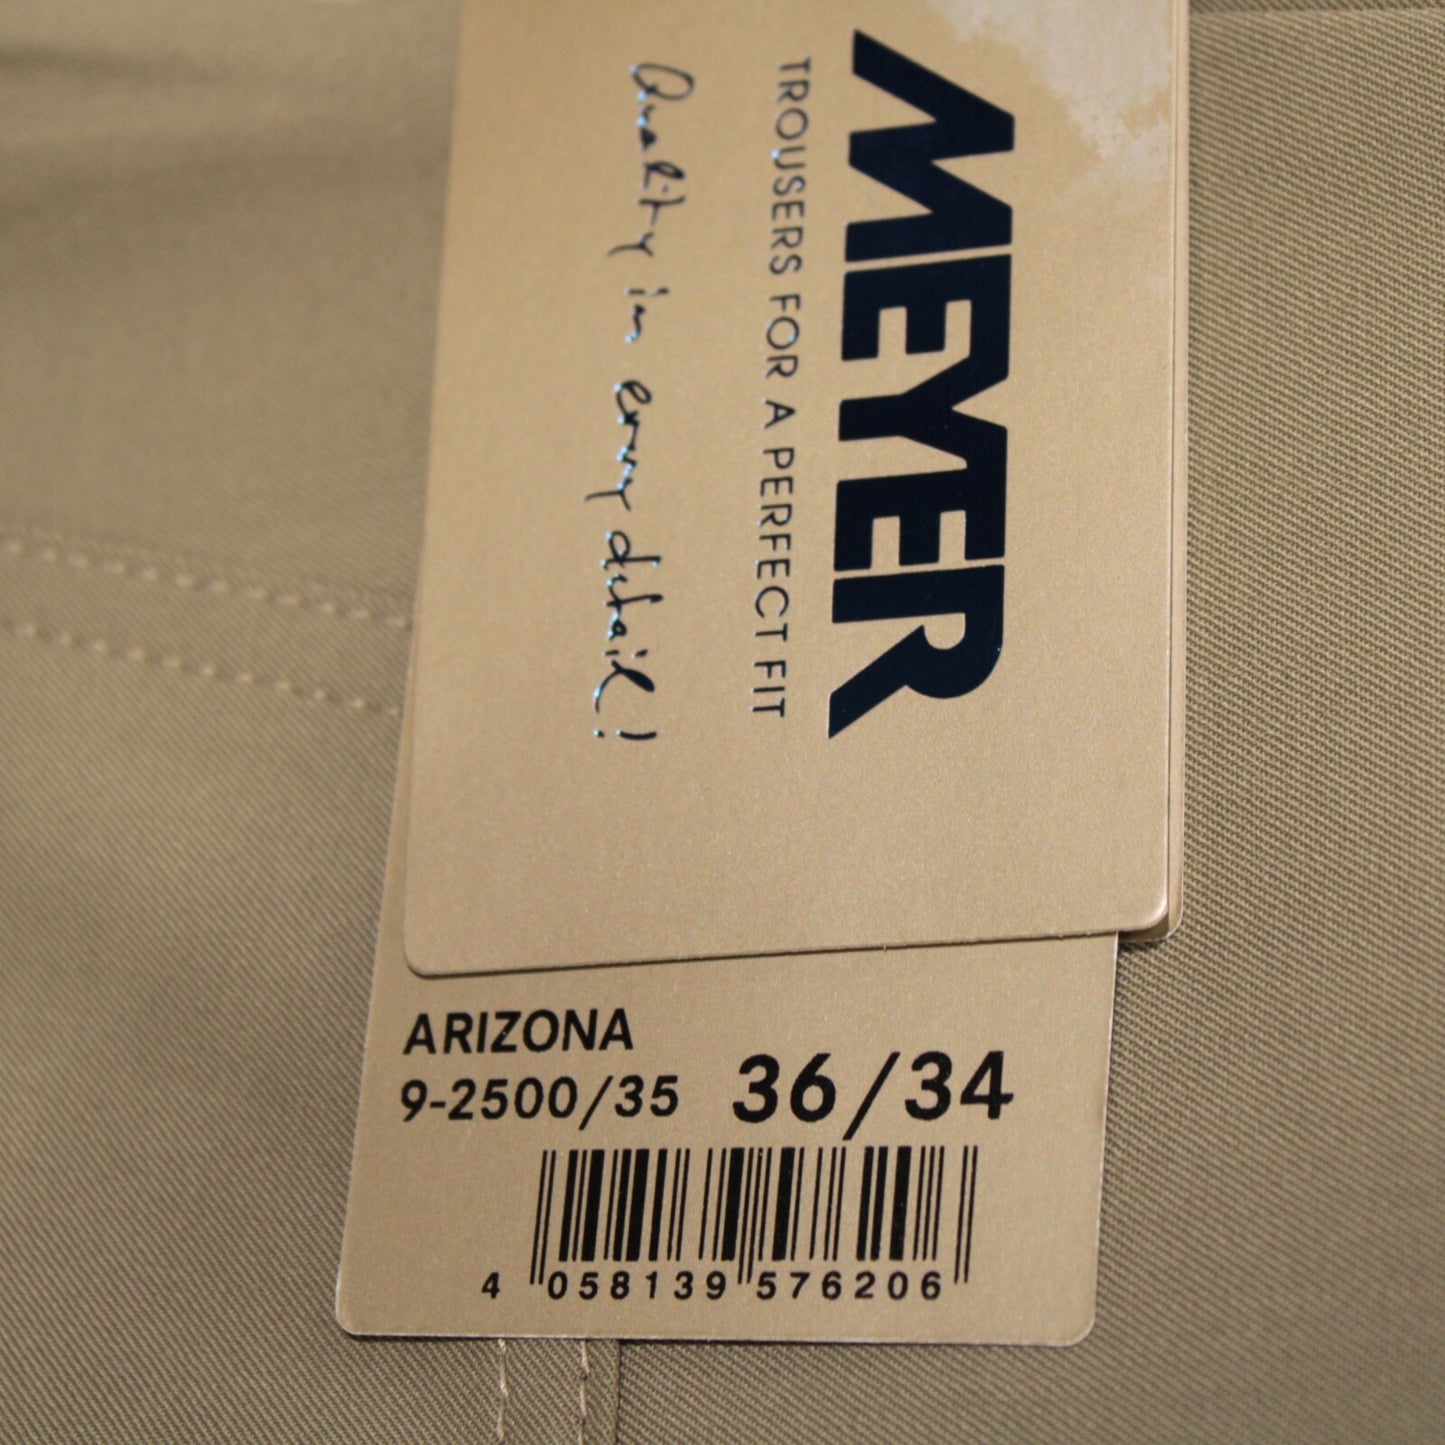 MEYER
TROUSERS FOR A PERFECT FIT
Quality in every detail!
ARIZONA
9-2500/35 36/34
4 058139 576206